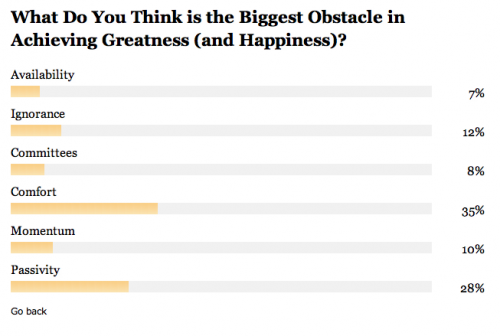 What Do You Think is the Biggest Obstacle in
Achieving Greatness (and Happiness)?
Availability
7%
Ignorance
12%
Committees
8%
Comfort
35%
Momentum
10%
Passivity
28%
Go back